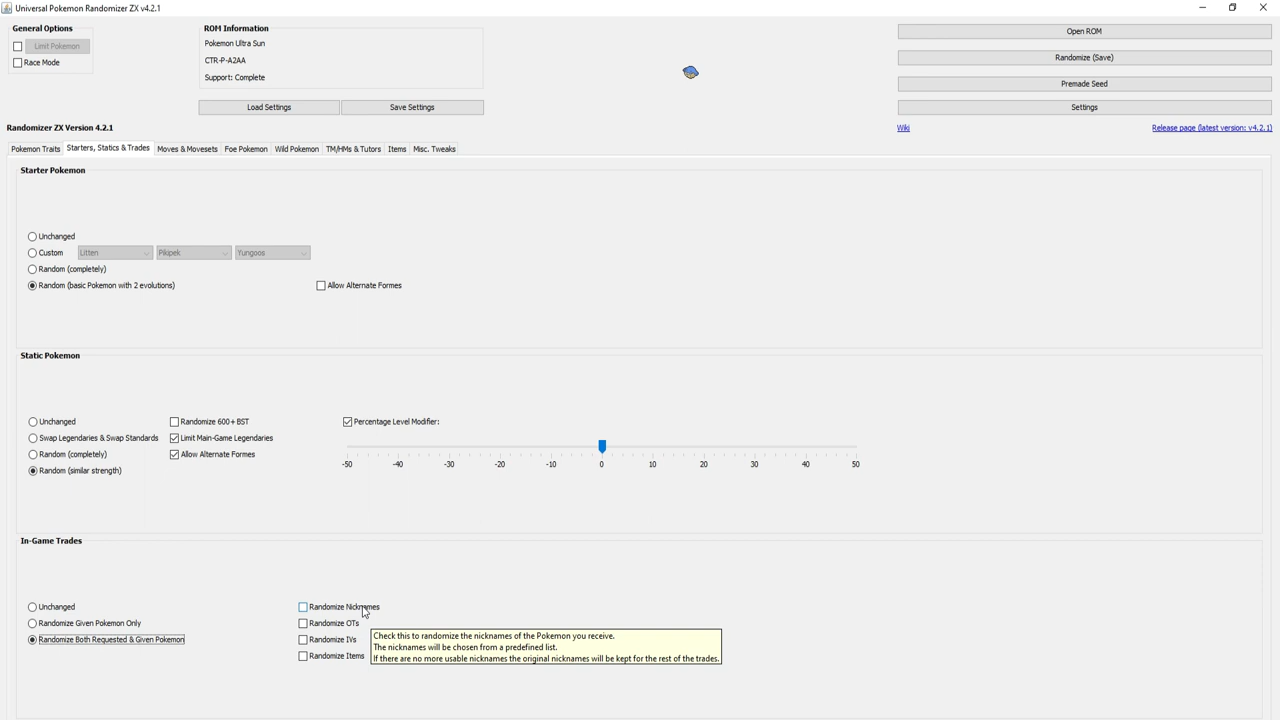 Universal Pokemon Randomizer ZX v4.2.1
General Options
Limit Pokemon
Race Mode
ROM Information
Pokemon Ultra Sun
CTR-P-A2AA
Support: Complete
Load Settings Save Settings
Open ROM
Randomize (Save)
Premade Seed
Settings
Randomizer ZX Version 4.2.1
Wiki Release page (latest version: v4.2.1)
Pokemon Traits Starters, Statics & Trades Moves & Movesets Foe Pokemon Wild Pokemon TM/HMs & Tutors Items Misc. Tweaks
Starter Pokemon
Unchanged
Custom Litten Pikipek Yungoos
Random (completely)
Random (basic Pokemon with 2 evolutions) Allow Alternate Formes
Static Pokemon
Unchanged Randomize 600+ BST Percentage Level Modifier:
Swap Legendaries & Swap Standards Limit Main-Game Legendaries
Random (completely) Allow Alternate Formes
-50 -40 -30 -20 -10 0 10 20 30 40 50
Random (similar strength)
In-Game Trades
Unchanged Randomize Nicknames
Randomize Given Pokemon Only Randomize OTs
Randomize Both Requested & Given Pokemon Randomize IVs
Randomize Items
Check this to randomize the nicknames of the Pokemon you receive.
The nicknames will be chosen from a predefined list.
If there are no more usable nicknames the original nicknames will be kept for the rest of the trades.